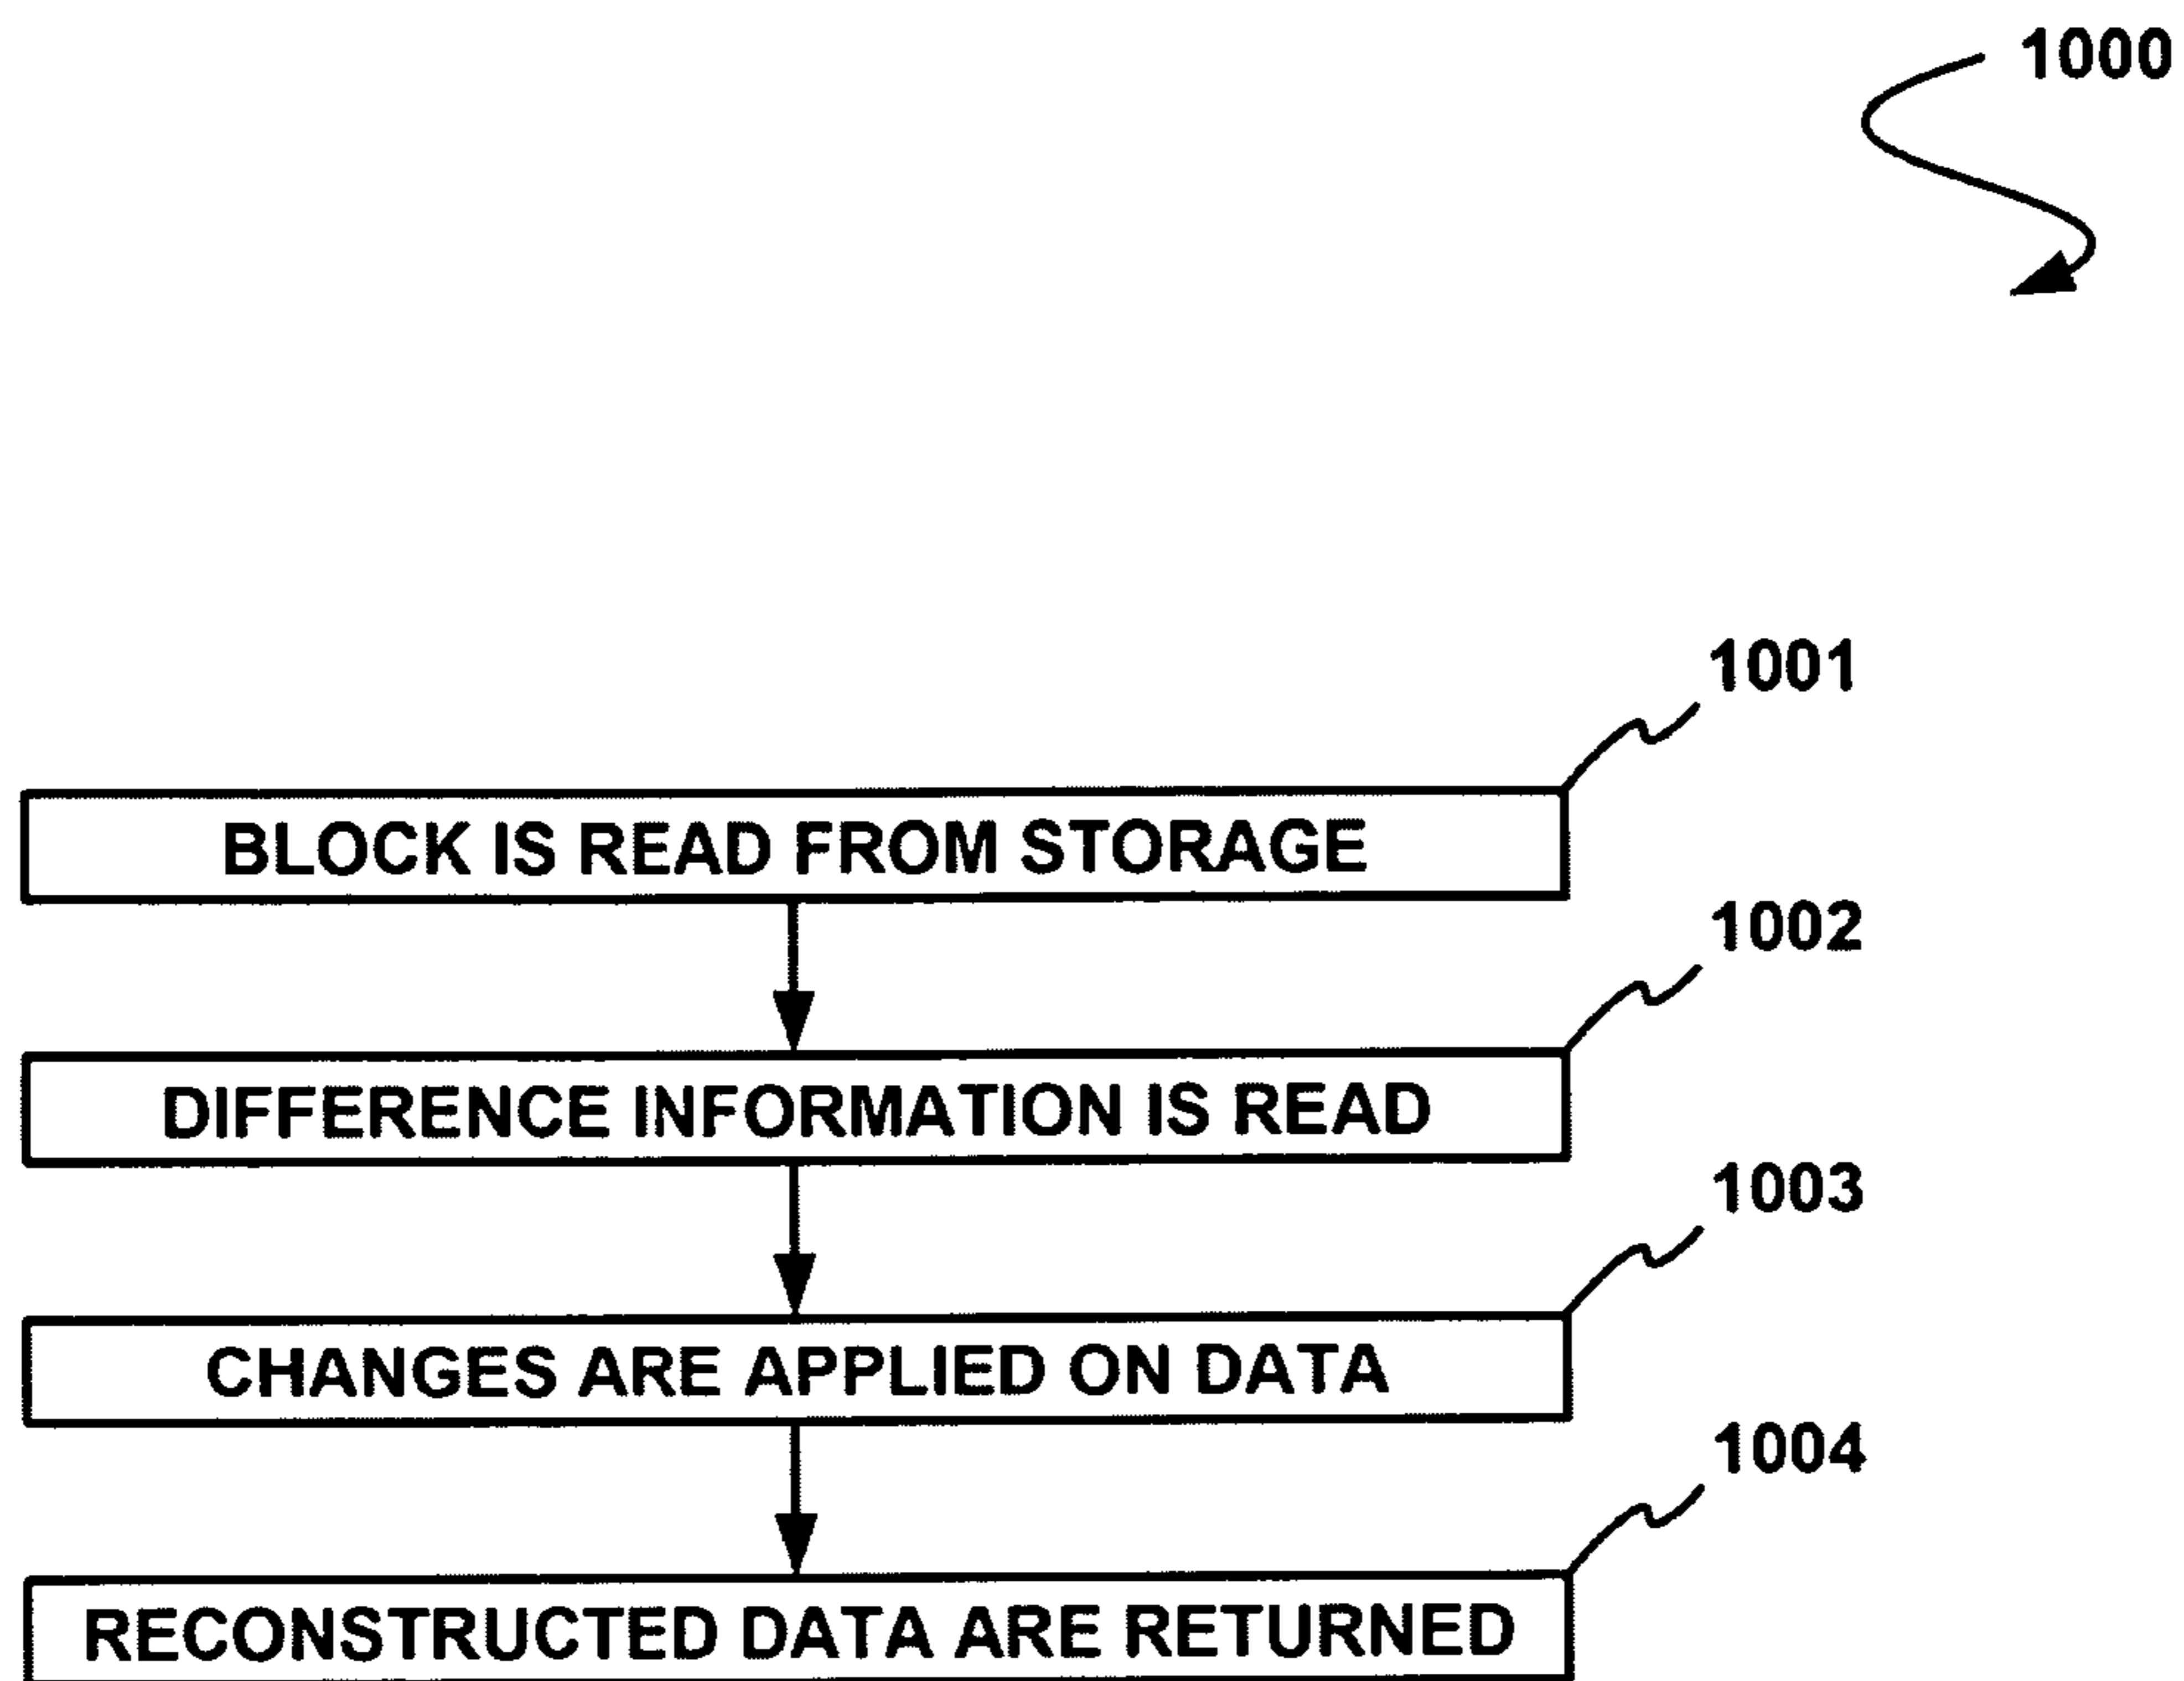 1000
1001
BLOCK IS READ FROM STORAGE
1002
DIFFERENCE INFORMATION IS READ
1003
CHANGES ARE APPLIED ON DATA
1004
RECONSTRUCTED DATA ARE RETURNED